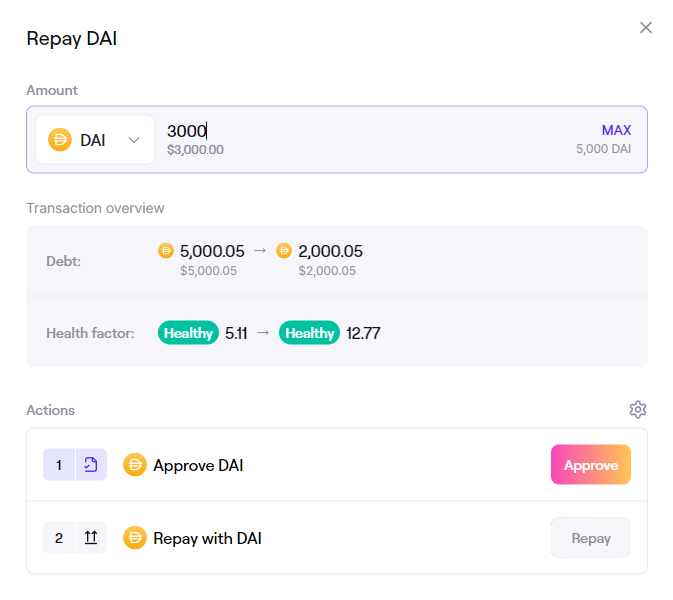 Repay DAI
Amount
DAI 3000 MAX
$3,000.00 5,000 DAI
Transaction overview
Debt: 5,000.05 → 2,000.05
$5,000.05 $2,000.05
Health factor: Healthy 5.11 → Healthy 12.77
Actions
1 Approve DAI Approve
2 Repay with DAI Repay